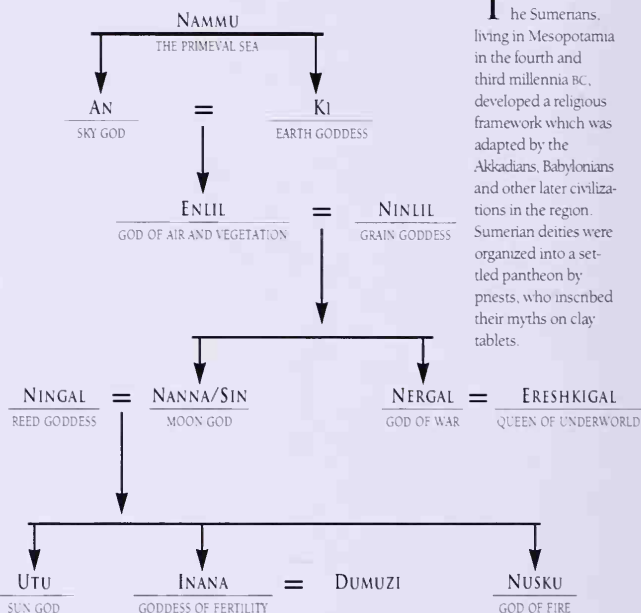 NAMMU
THE PRIMEVAL SEA
AN = KI
SKY GOD EARTH GODDESS
ENLIL = NINLIL
GOD OF AIR AND VEGETATION GRAIN GODDESS
NINGAL = NANNA/SIN NERGAL = ERESHKIGAL
REED GODDESS MOON GOD GOD OF WAR QUEEN OF UNDERWORLD
UTU INANA = DUMUZI NUSKU
SUN GOD GODDESS OF FERTILITY GOD OF FIRE
The Sumerians,
living in Mesopotamia
in the fourth and
third millennia BC,
developed a religious
framework which was
adapted by the
Akkadians, Babylonians
and other later civiliza-
tions in the region.
Sumerian deities were
organized into a set-
tled pantheon by
priests, who inscribed
their myths on clay
tablets.